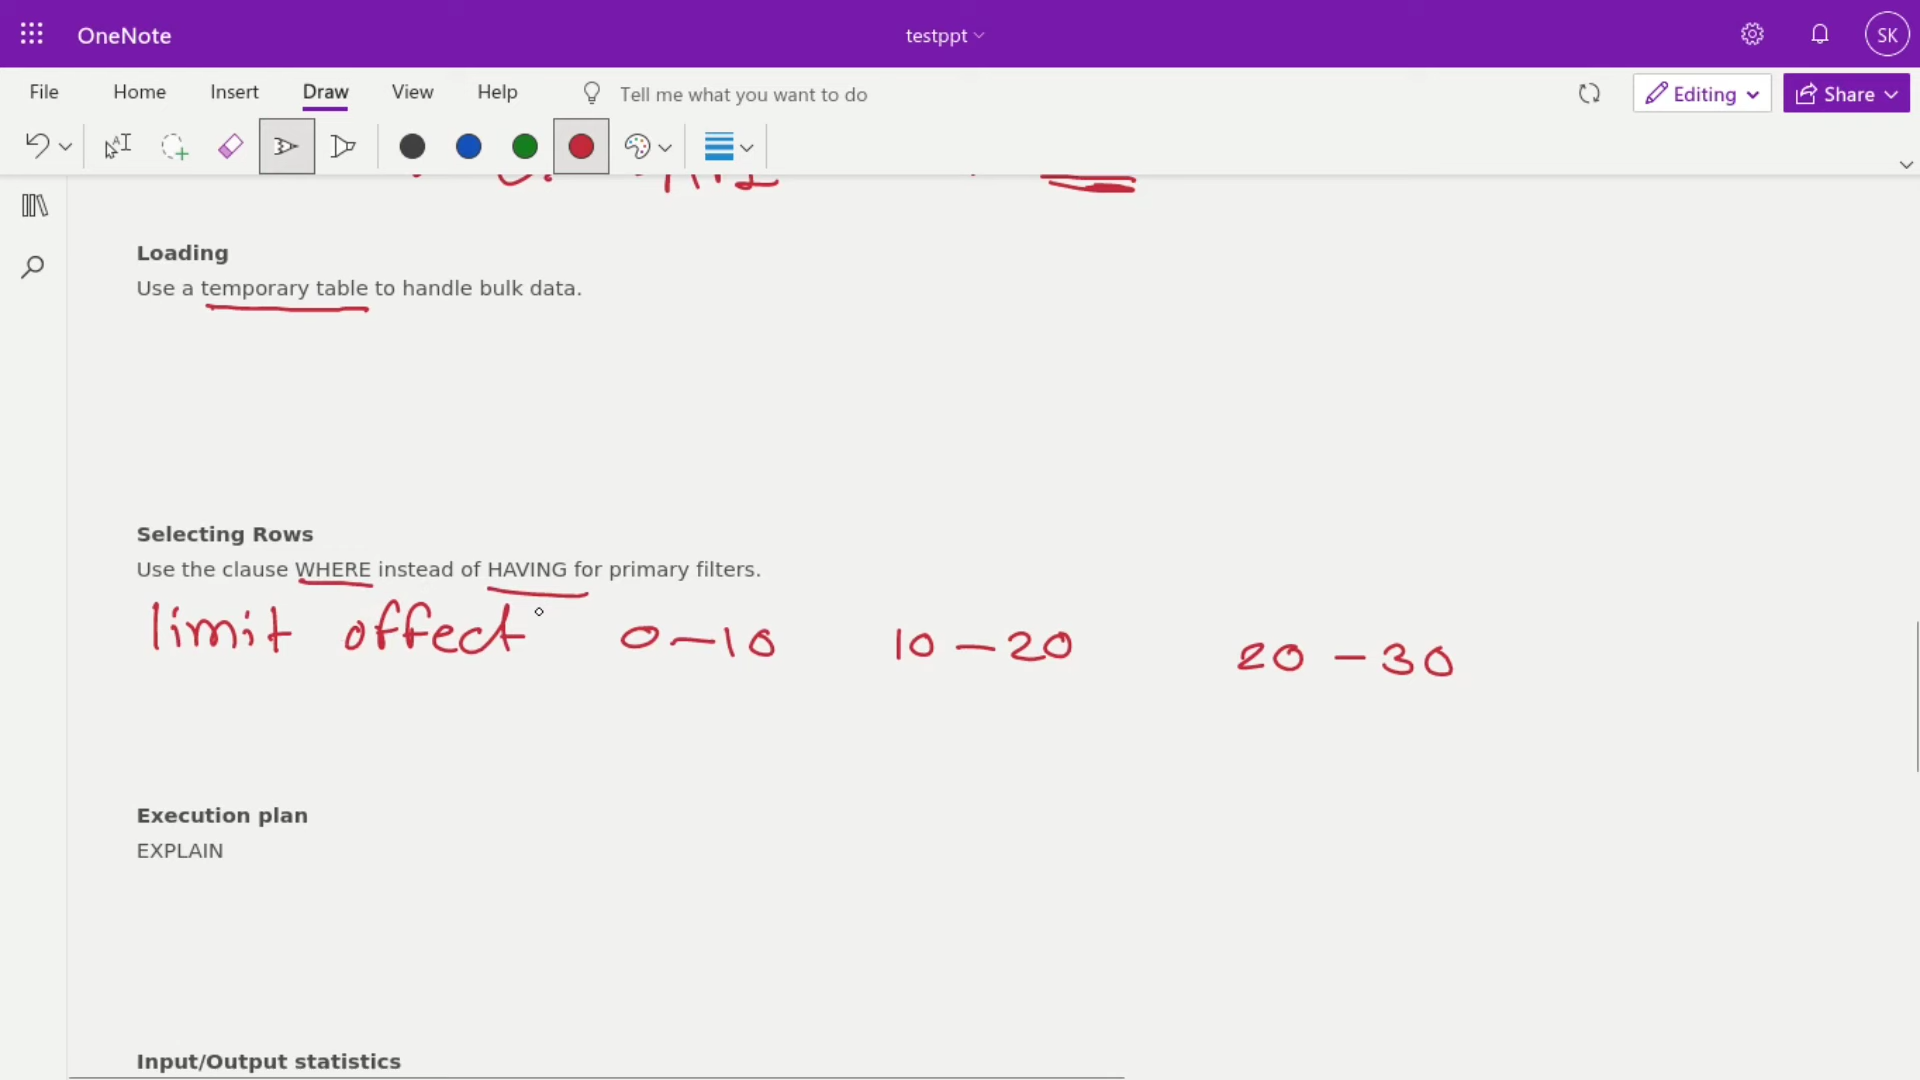 OneNote
testppt
SK
File Home Insert Draw View Help Tell me what you want to do Editing Share
Loading
Use a temporary table to handle bulk data.
Selecting Rows
Use the clause WHERE instead of HAVING for primary filters.
limit offect 0-10 10-20 20-30
Execution plan
EXPLAIN
Input/Output statistics